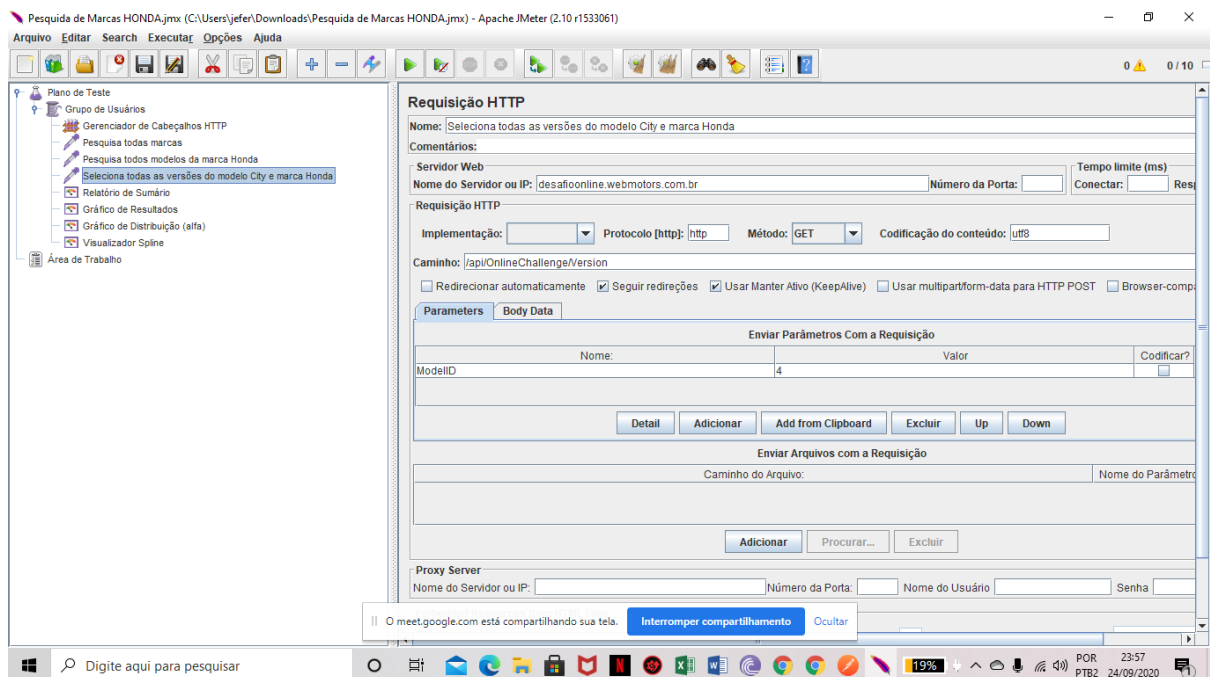 Pesquida de Marcas HONDA.jmx (C:\Users\jefer\Downloads\Pesquida de Marcas HONDA.jmx) - Apache JMeter (2.10 r1533061)
Arquivo Editar Search Executar Opções Ajuda
0 0 / 10
Plano de Teste
Grupo de Usuários
Gerenciador de Cabeçalhos HTTP
Pesquisa todas marcas
Pesquisa todos modelos da marca Honda
Seleciona todas as versões do modelo City e marca Honda
Relatório de Sumário
Gráfico de Resultados
Gráfico de Distribuição (alfa)
Visualizador Spline
Área de Trabalho
Requisição HTTP
Nome: Seleciona todas as versões do modelo City e marca Honda
Comentários:
Servidor Web Tempo limite (ms)
Nome do Servidor ou IP: desafioonline.webmotors.com.br Número da Porta: Conectar: Resp
Requisição HTTP
Implementação: Protocolo [http]: http Método: GET Codificação do conteúdo: utf8
Caminho: /api/OnlineChallenge/Version
Redirecionar automaticamente Seguir redireções Usar Manter Ativo (KeepAlive) Usar multipart/form-data para HTTP POST Browser-compa
Parameters Body Data
Enviar Parâmetros Com a Requisição
Nome: Valor Codificar?
ModelID 4
Detail Adicionar Add from Clipboard Excluir Up Down
Enviar Arquivos com a Requisição
Caminho do Arquivo: Nome do Parâmetro
Adicionar Procurar... Excluir
Proxy Server
Nome do Servidor ou IP: Número da Porta: Nome do Usuário Senha
O meet.google.com está compartilhando sua tela. Interromper compartilhamento Ocultar
Digite aqui para pesquisar 19% POR 23:57
PTB2 24/09/2020